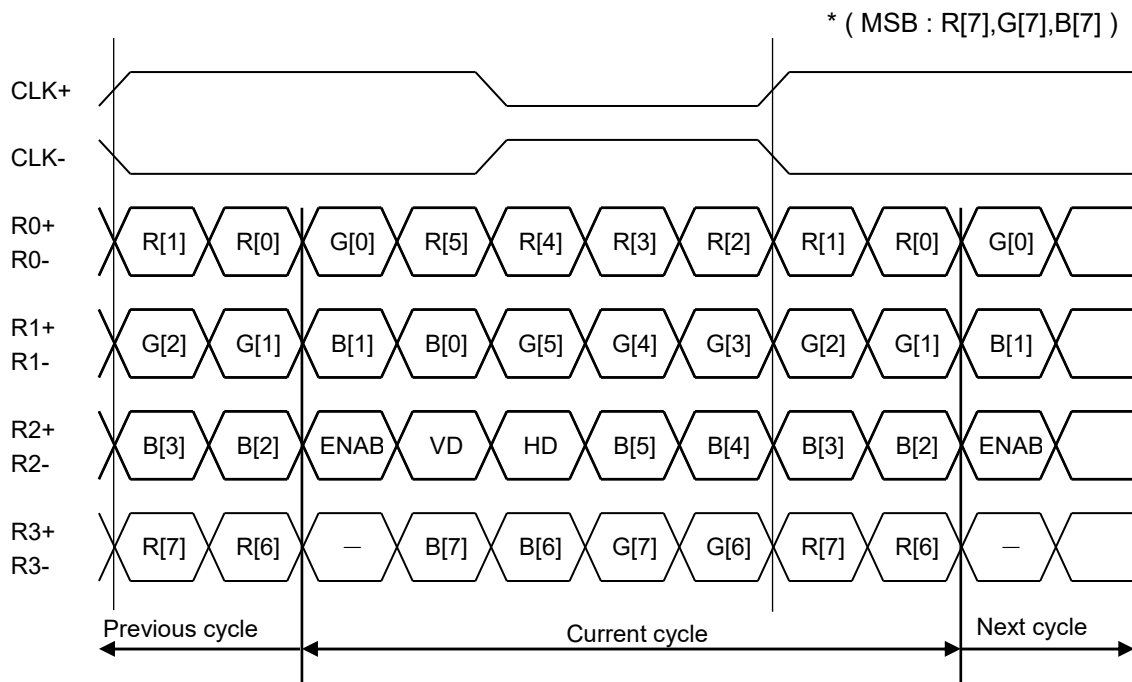 * ( MSB : R[7],G[7],B[7] )
CLK+
CLK-
R0+
R0-
R[1] R[0] G[0] R[5] R[4] R[3] R[2] R[1] R[0] G[0]
R1+
R1-
G[2] G[1] B[1] B[0] G[5] G[4] G[3] G[2] G[1] B[1]
R2+
R2-
B[3] B[2] ENAB VD HD B[5] B[4] B[3] B[2] ENAB
R3+
R3-
R[7] R[6] — B[7] B[6] G[7] G[6] R[7] R[6] —
Previous cycle Current cycle Next cycle